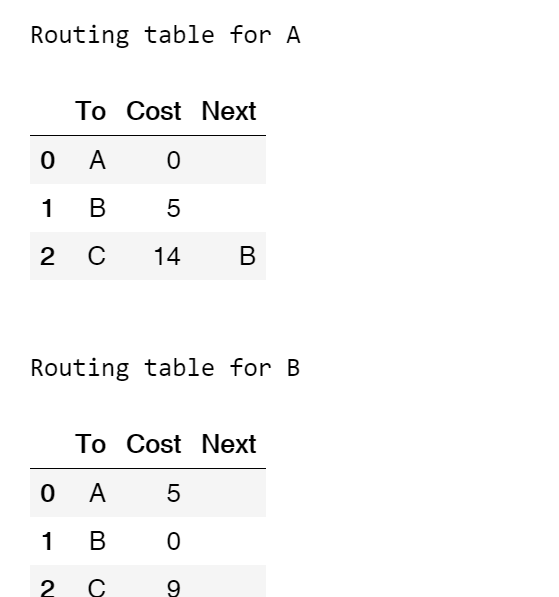 Routing table for A
To Cost Next
0 A 0
1 B 5
2 C 14 B
Routing table for B
To Cost Next
0 A 5
1 B 0
2 C 9